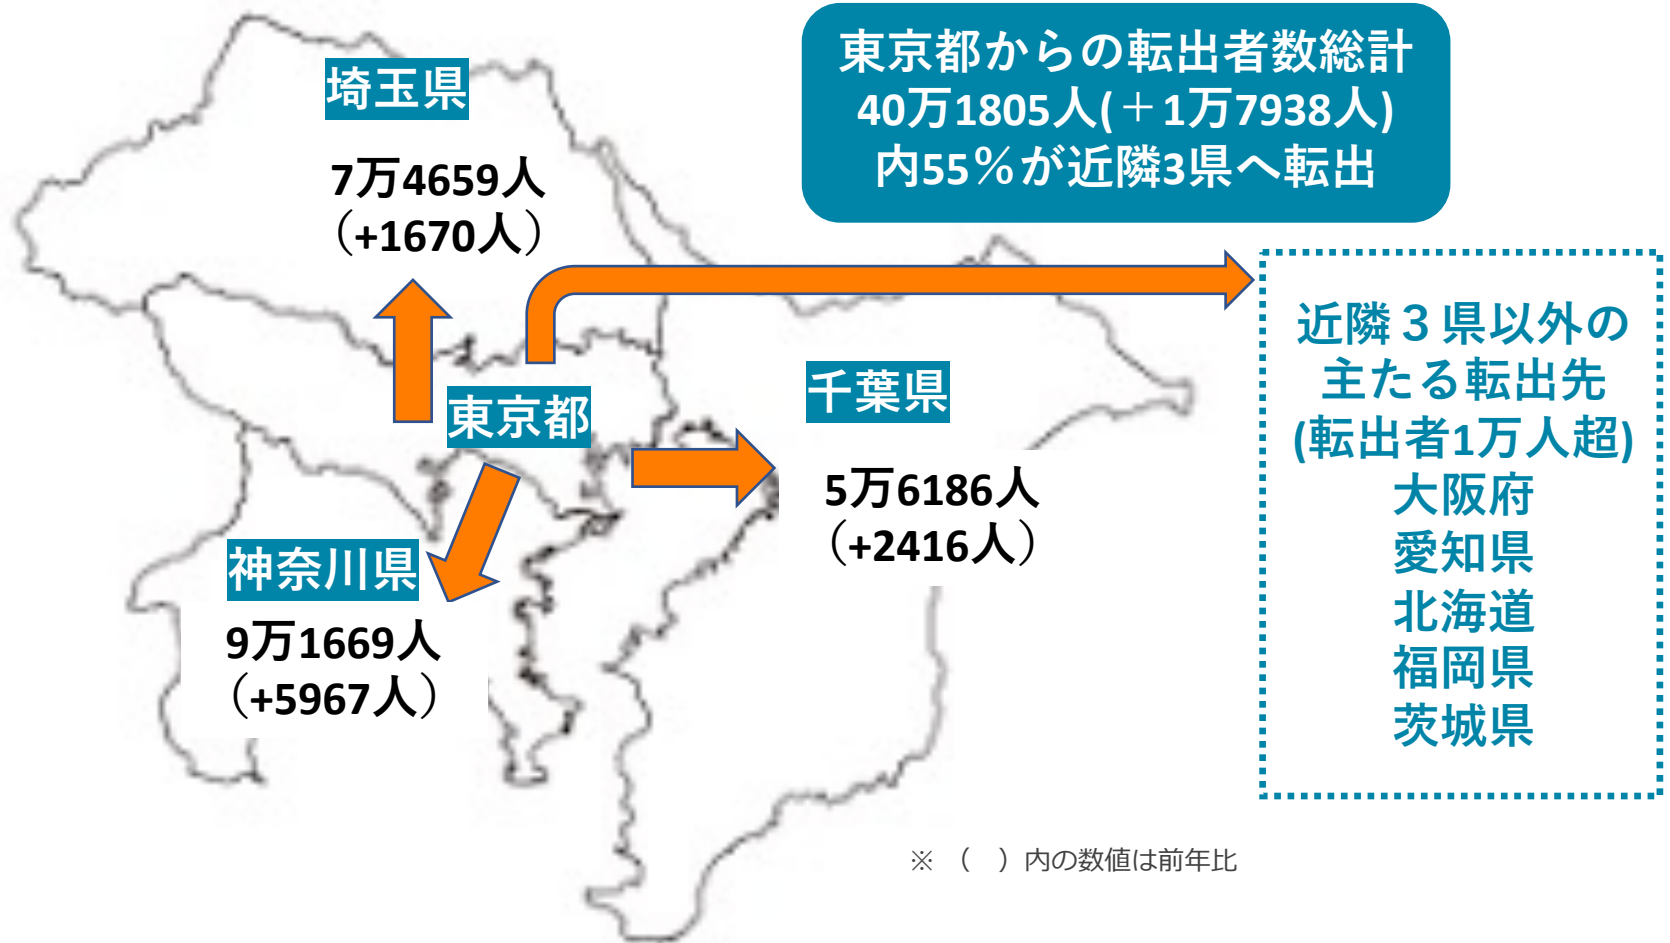 東京都からの転出者数総計
40万1805人(＋1万7938人)
内55％が近隣3県へ転出
埼玉県
7万4659人
（+1670人）
東京都
千葉県
5万6186人
（+2416人）
神奈川県
9万1669人
（+5967人）
近隣３県以外の
主たる転出先
(転出者1万人超)
大阪府
愛知県
北海道
福岡県
茨城県
※ （　）内の数値は前年比